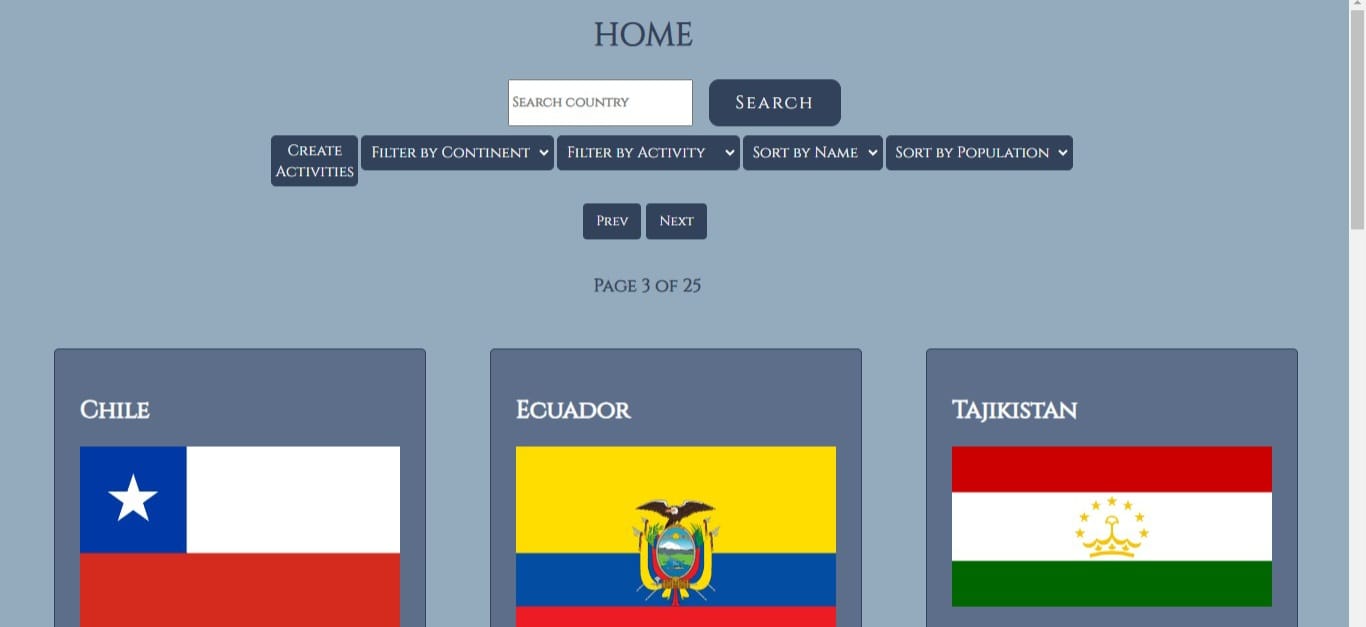 HOME
Search country
Search
Create
Activities
Filter by Continent
Filter by Activity
Sort by Name
Sort by Population
Prev
Next
Page 3 of 25
Chile
Ecuador
Tajikistan